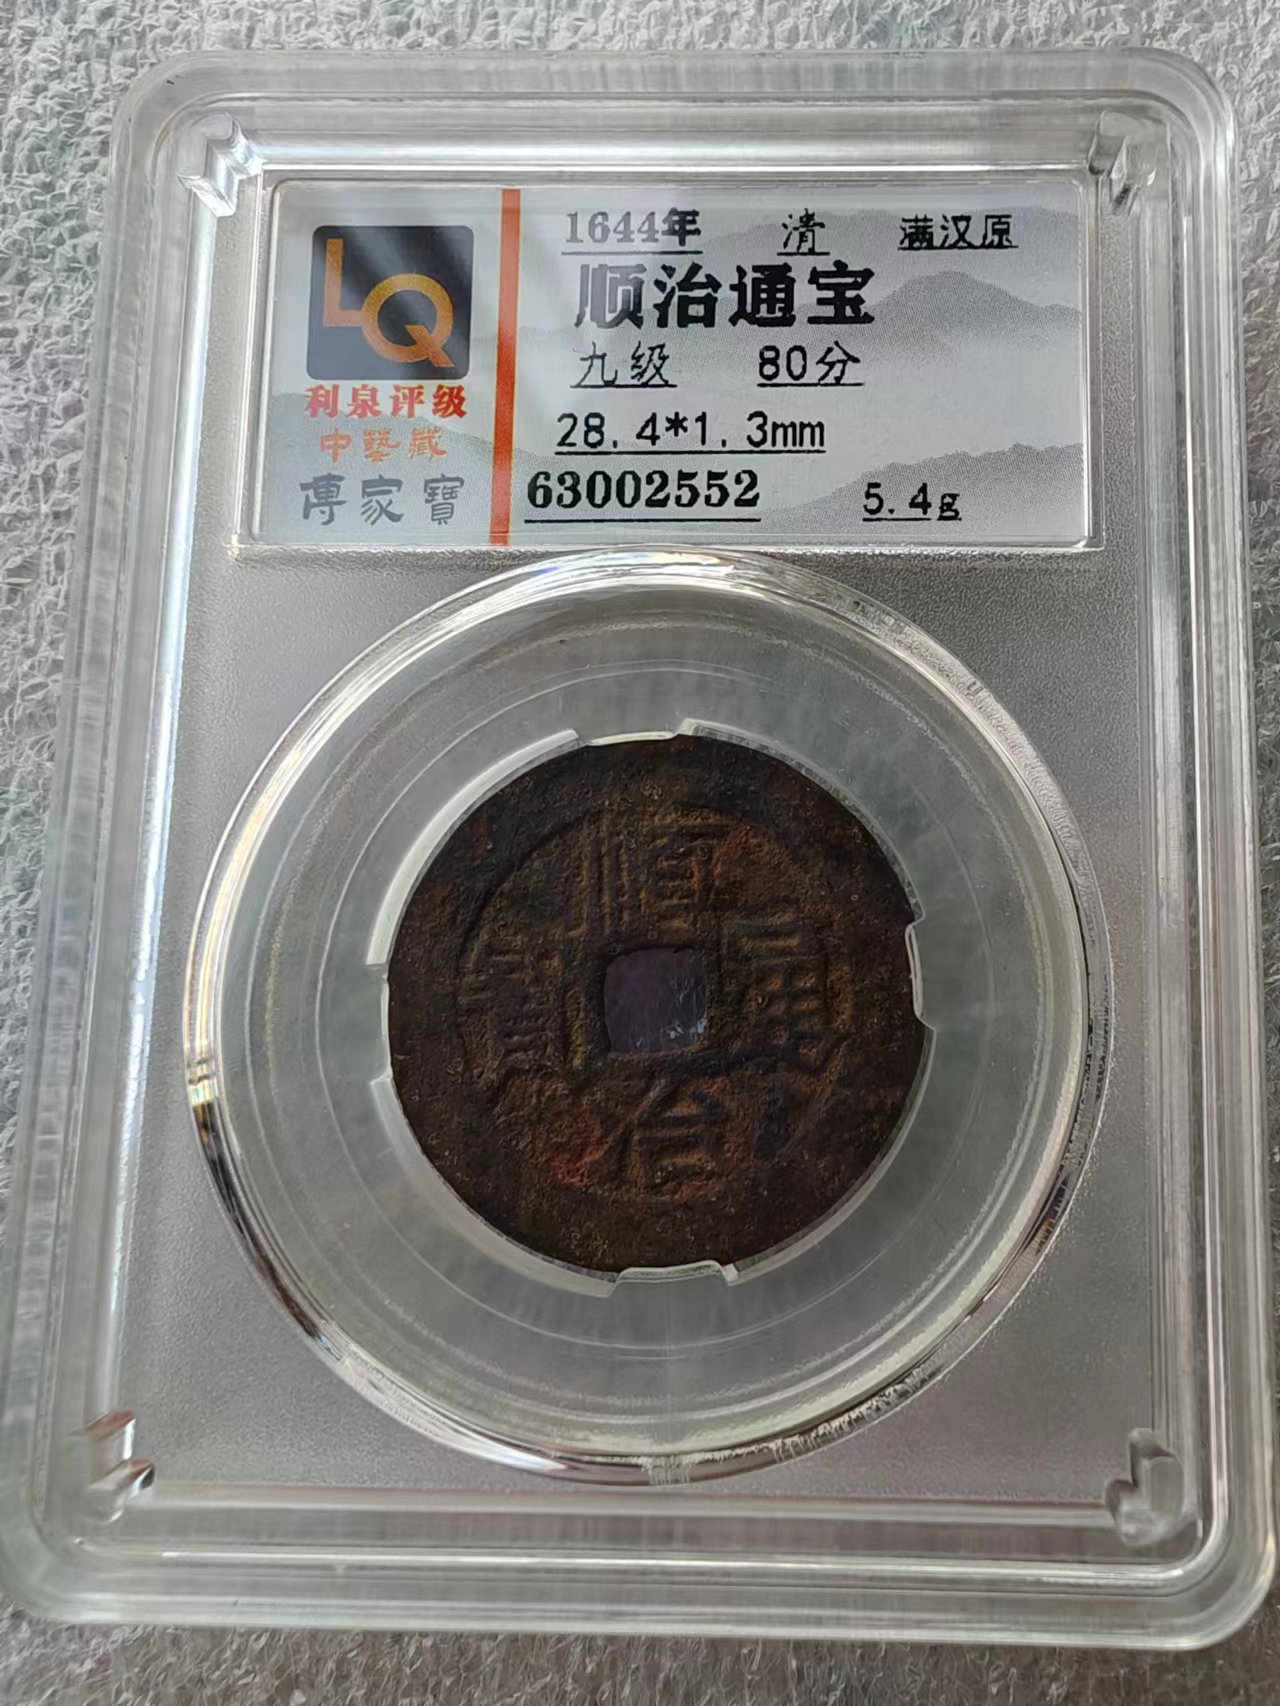 LQ
利泉评级
中藝藏
傳家寶
1644年 清 满汉原
顺治通宝
九级 80分
28.4*1.3mm
63002552 5.4g
順
寶 通
治